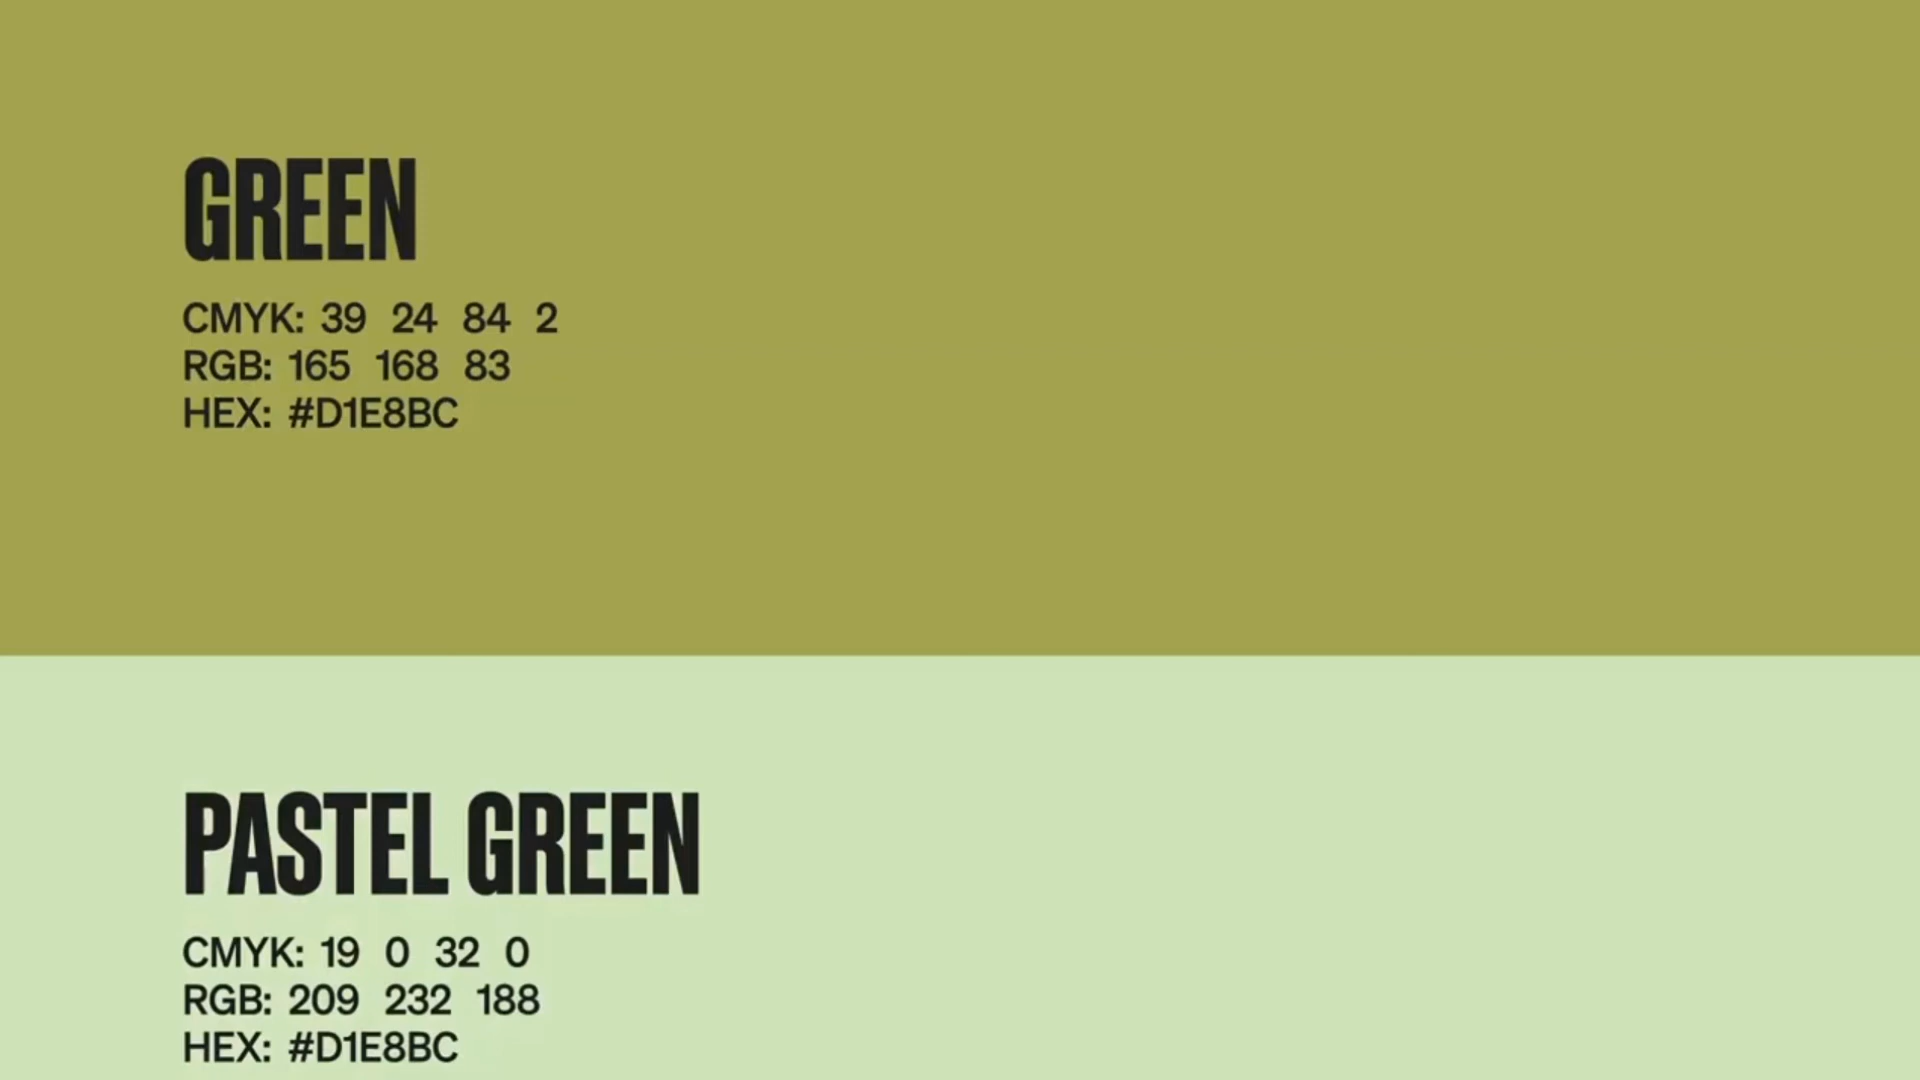 GREEN
CMYK: 39 24 84 2
RGB: 165 168 83
HEX: #D1E8BC
PASTEL GREEN
CMYK: 19 0 32 0
RGB: 209 232 188
HEX: #D1E8BC